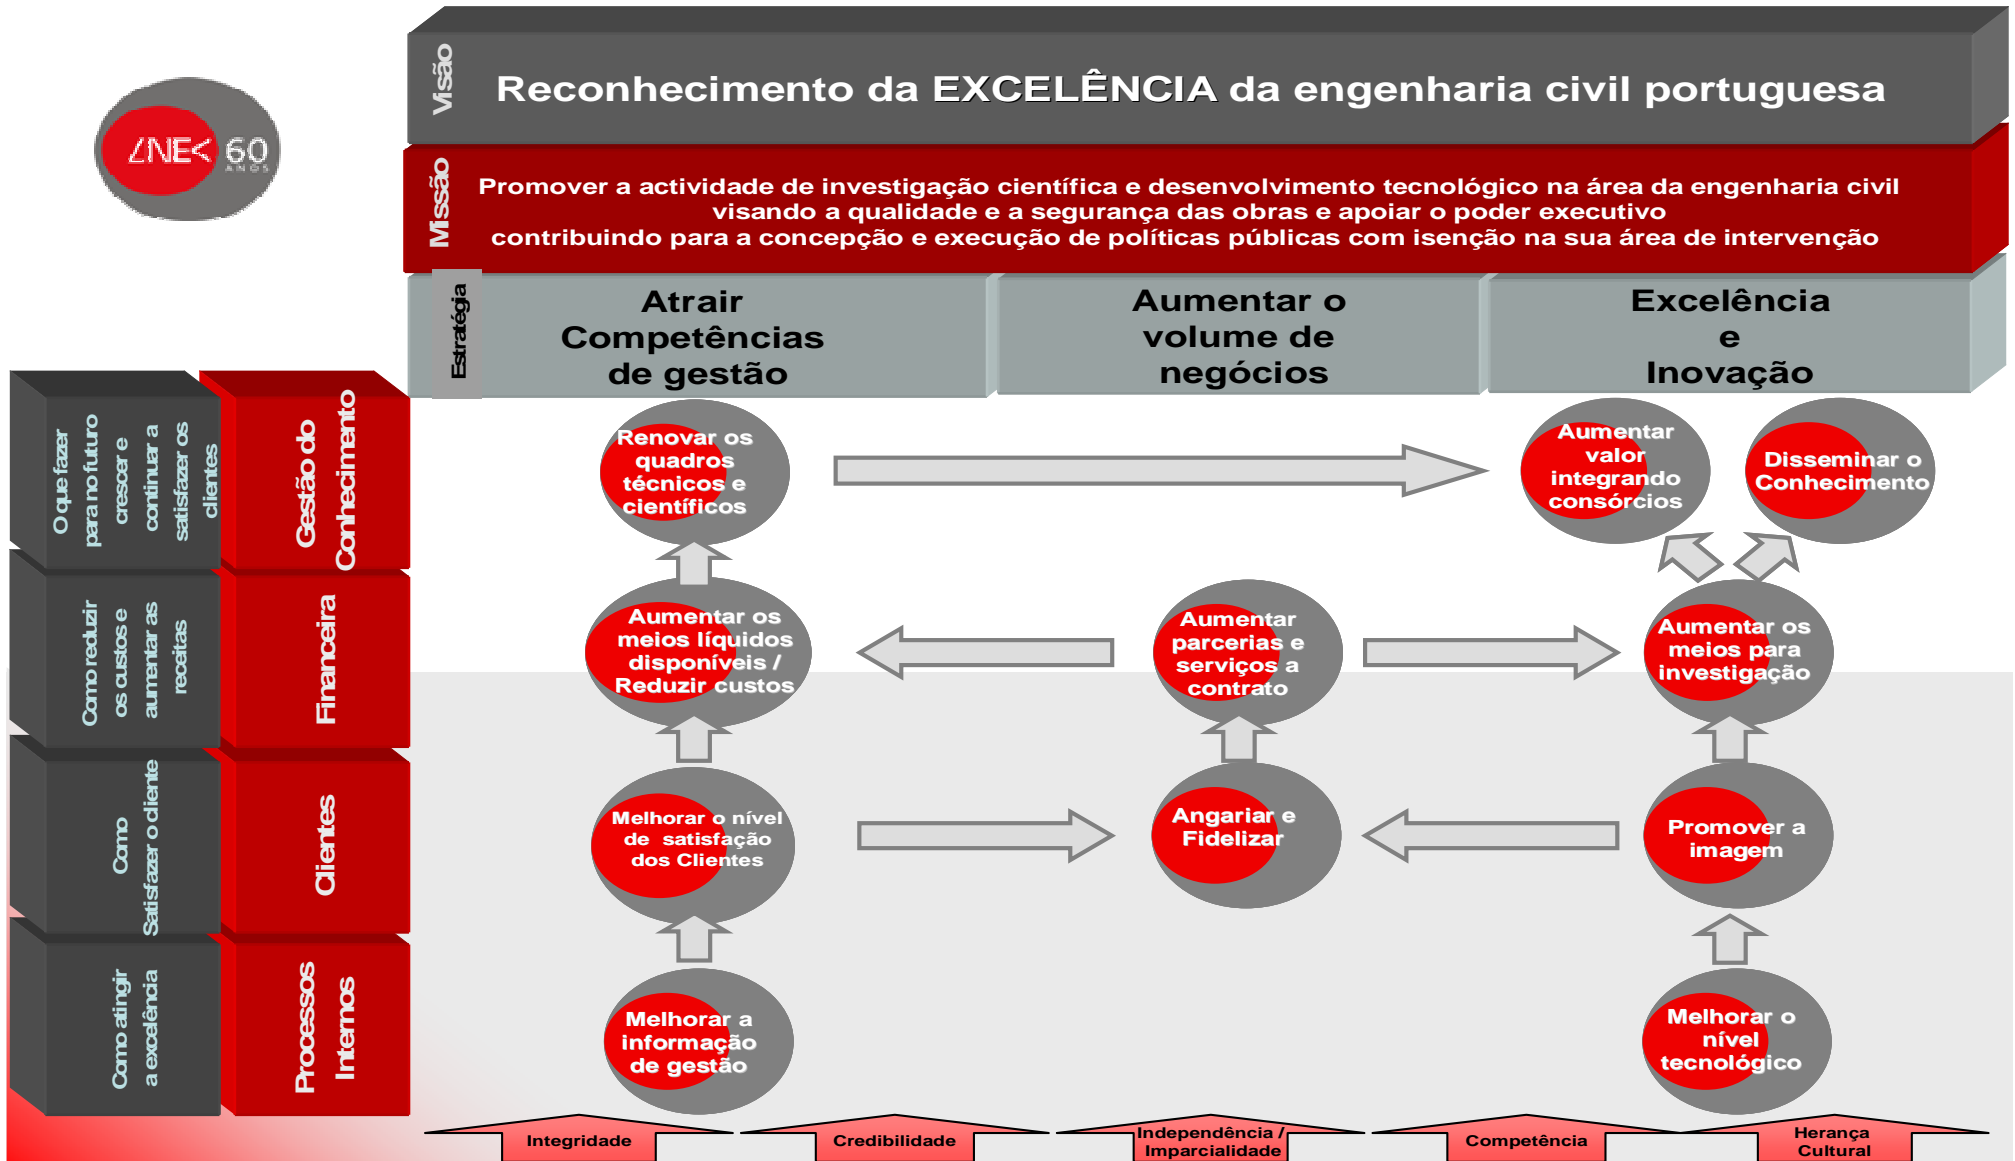 Visão
Reconhecimento da EXCELÊNCIA da engenharia civil portuguesa
LNEC 60
ANOS
Missão
Promover a actividade de investigação científica e desenvolvimento tecnológico na área da engenharia civil
visando a qualidade e a segurança das obras e apoiar o poder executivo
contribuindo para a concepção e execução de políticas públicas com isenção na sua área de intervenção
Estratégia
Atrair
Competências
de gestão
Aumentar o
volume de
negócios
Excelência
e
Inovação
O que fazer
para no futuro
crescer e
continuar a
satisfazer os
clientes
Gestão do
Conhecimento
Renovar os
quadros
técnicos e
científicos
Aumentar
valor
integrando
consórcios
Disseminar o
Conhecimento
Como reduzir
os custos e
aumentar as
receitas
Financeira
Aumentar os
meios líquidos
disponíveis /
Reduzir custos
Aumentar
parcerias e
serviços a
contrato
Aumentar os
meios para
investigação
Como
Satisfazer o cliente
Clientes
Melhorar o nível
de satisfação
dos Clientes
Angariar e
Fidelizar
Promover a
imagem
Como atingir
a excelência
Processos
Internos
Melhorar a
informação
de gestão
Melhorar o
nível
tecnológico
Integridade
Credibilidade
Independência /
Imparcialidade
Competência
Herança
Cultural